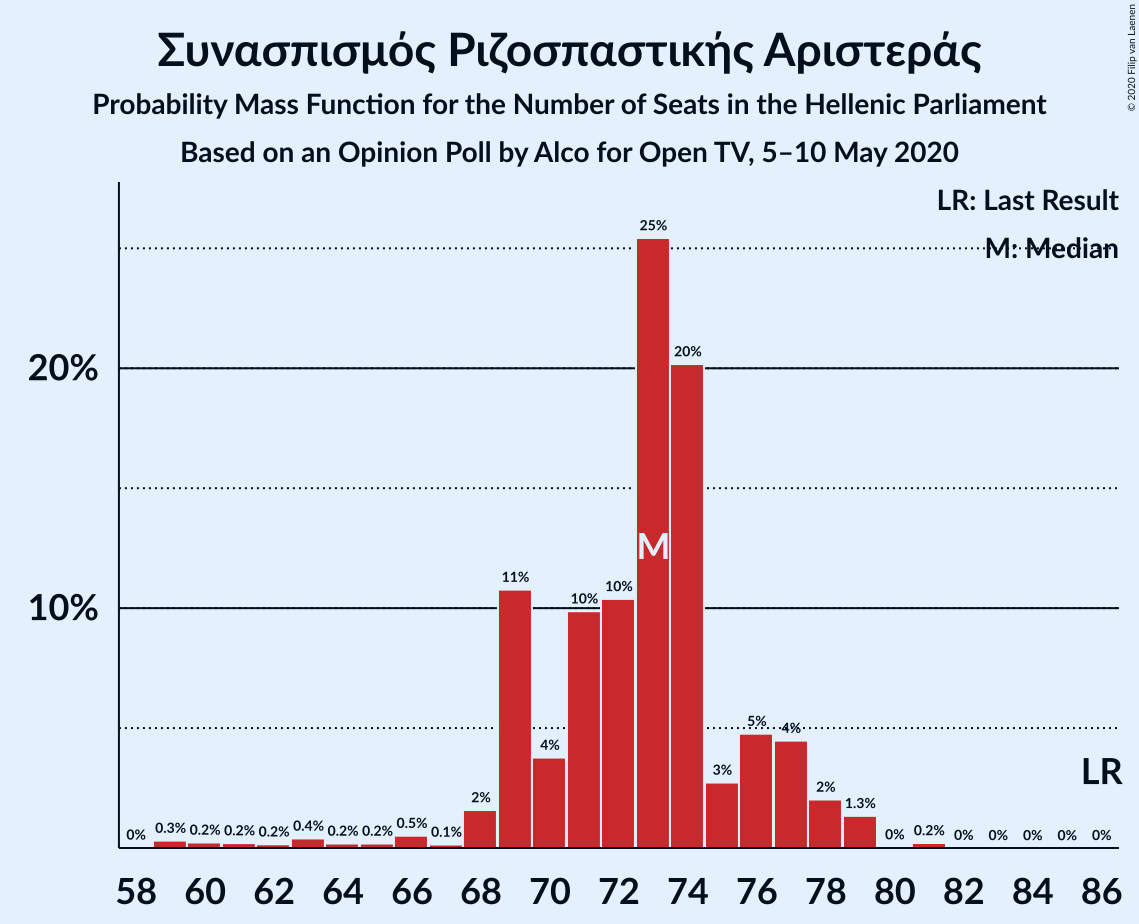 Συνασπισμός Ριζοσπαστικής Αριστεράς
Probability Mass Function for the Number of Seats in the Hellenic Parliament
Based on an Opinion Poll by Alco for Open TV, 5–10 May 2020
© 2020 Filip van Laenen
LR: Last Result
M: Median
20%
10%
0% 0.3% 0.2% 0.2% 0.2% 0.4% 0.2% 0.2% 0.5% 0.1% 2% 11% 4% 10% 10% 25% 20% 3% 5% 4% 2% 1.3% 0% 0.2% 0% 0% 0% 0% 0%
M
LR
58 60 62 64 66 68 70 72 74 76 78 80 82 84 86